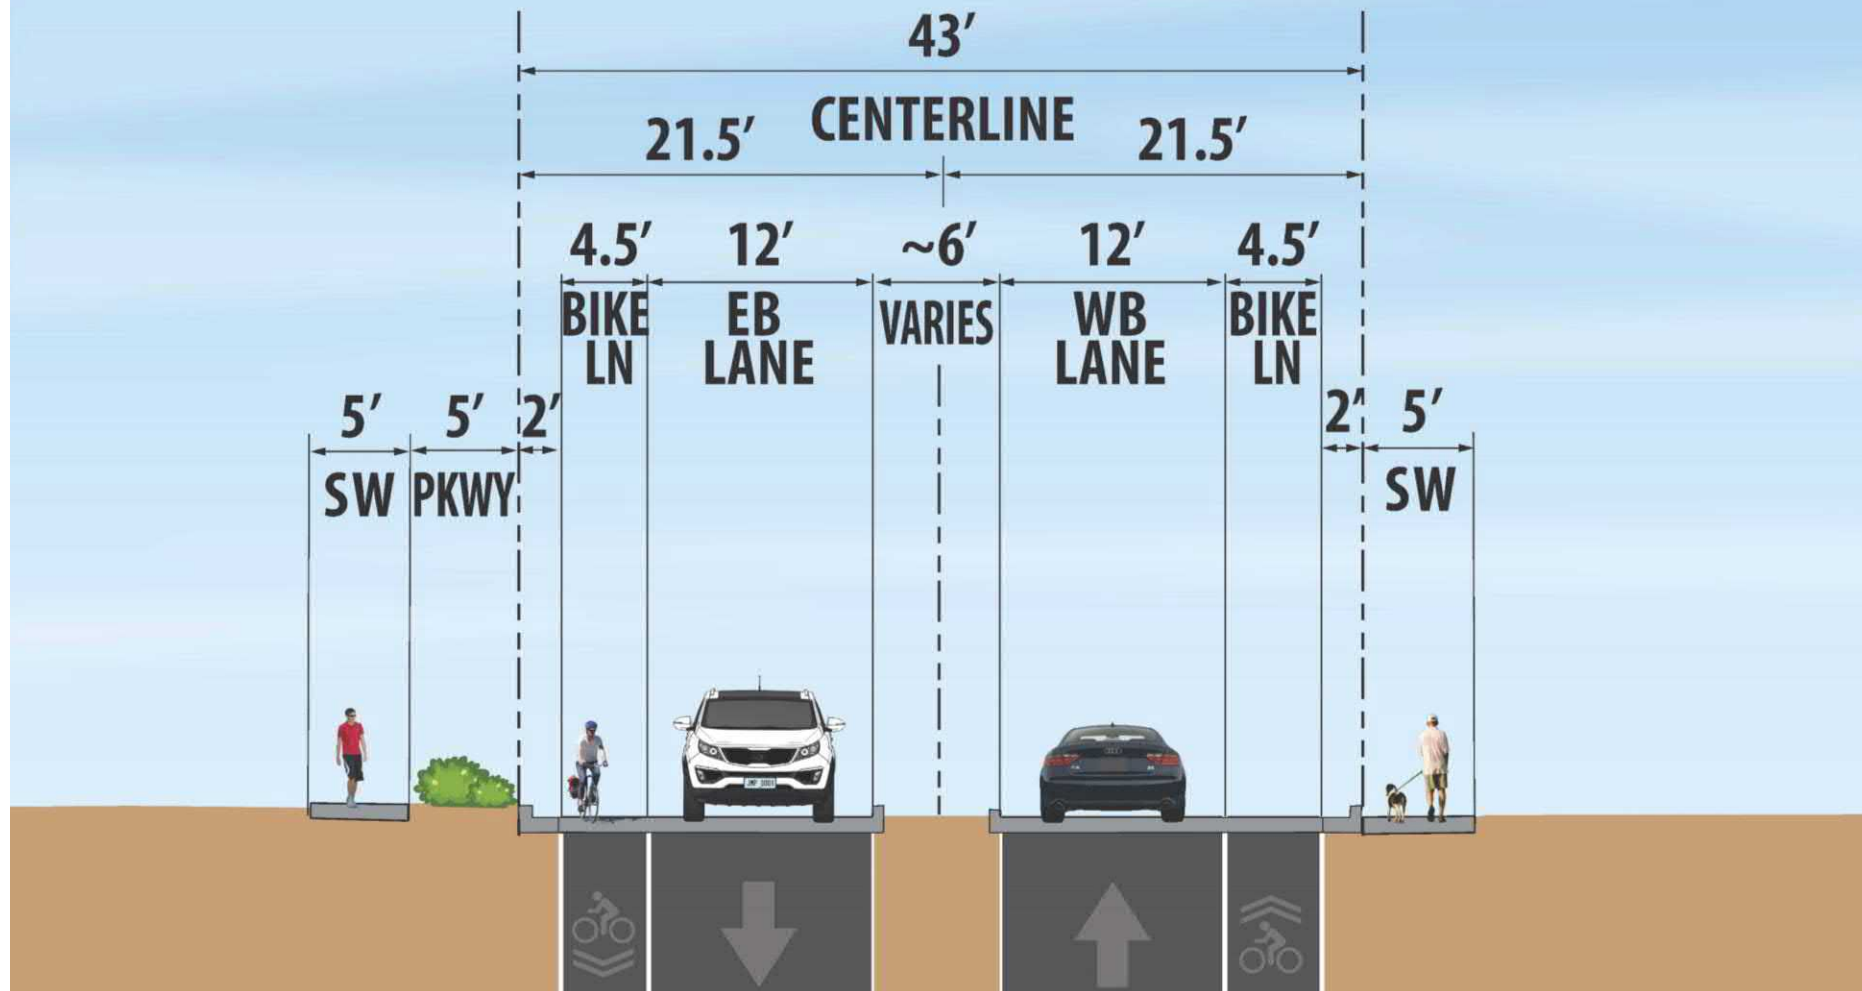 43′
CENTERLINE
21.5′ 21.5′
4.5′ 12′ ~6′ 12′ 4.5′
BIKE LN
EB LANE
VARIES
WB LANE
BIKE LN
5′ 5′ 2′ 2′ 5′
SW PKWY SW